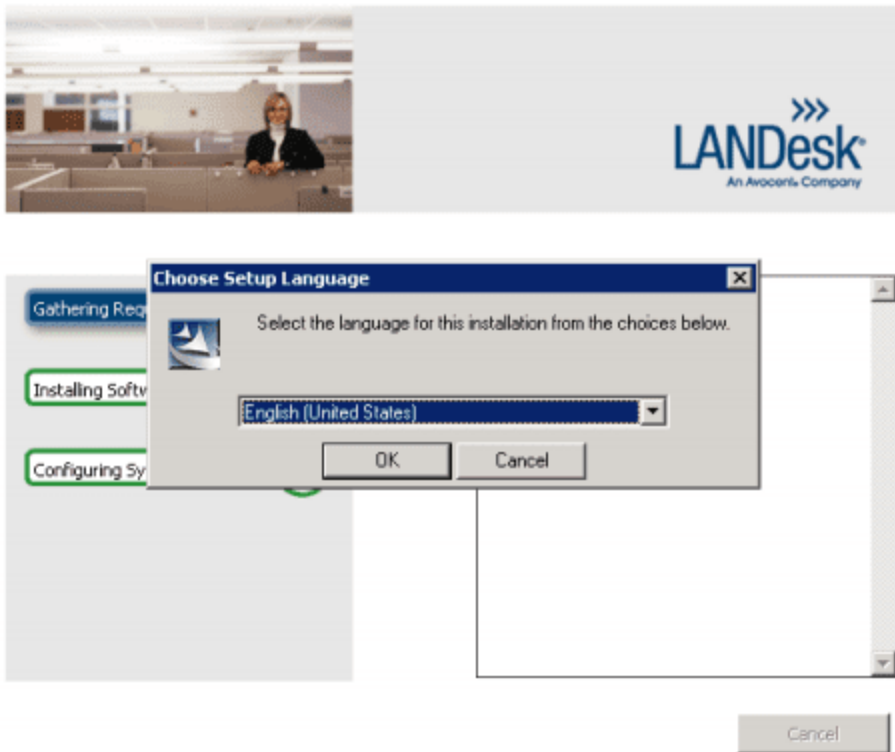 LANDesk
An Avocent Company
Choose Setup Language
Gathering Req
Select the language for this installation from the choices below.
Installing Softw
English (United States)
OK Cancel
Configuring Sy
Cancel